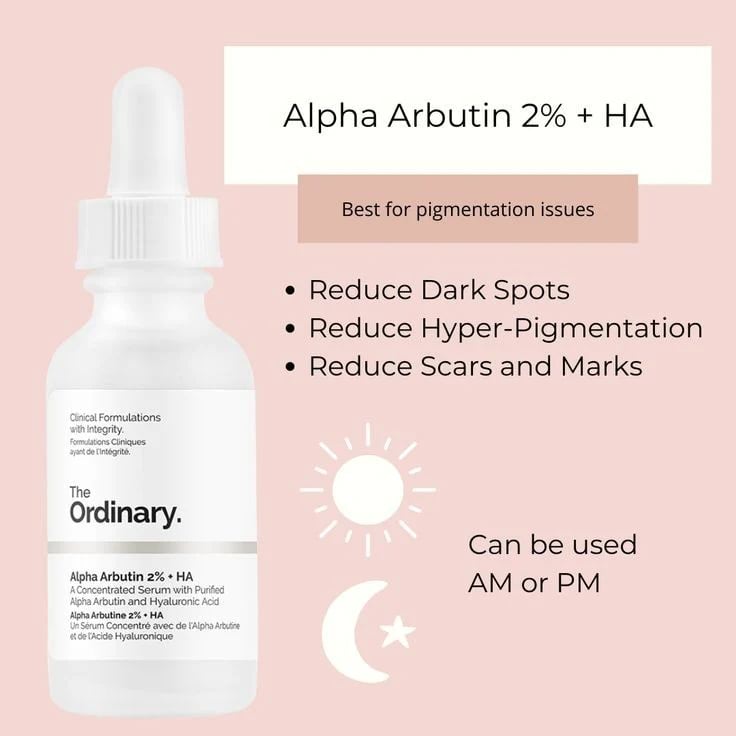 Alpha Arbutin 2% + HA
Best for pigmentation issues
• Reduce Dark Spots
• Reduce Hyper-Pigmentation
• Reduce Scars and Marks
Can be used
AM or PM
Clinical Formulations
with Integrity.
Formulations Cliniques
ayant de l'Intégrité.
The
Ordinary.
Alpha Arbutin 2% + HA
A Concentrated Serum with Purified
Alpha Arbutin and Hyaluronic Acid
Alpha Arbutine 2% + HA
Un Sérum Concentré avec de l'Alpha Arbutine
et de l'Acide Hyaluronique